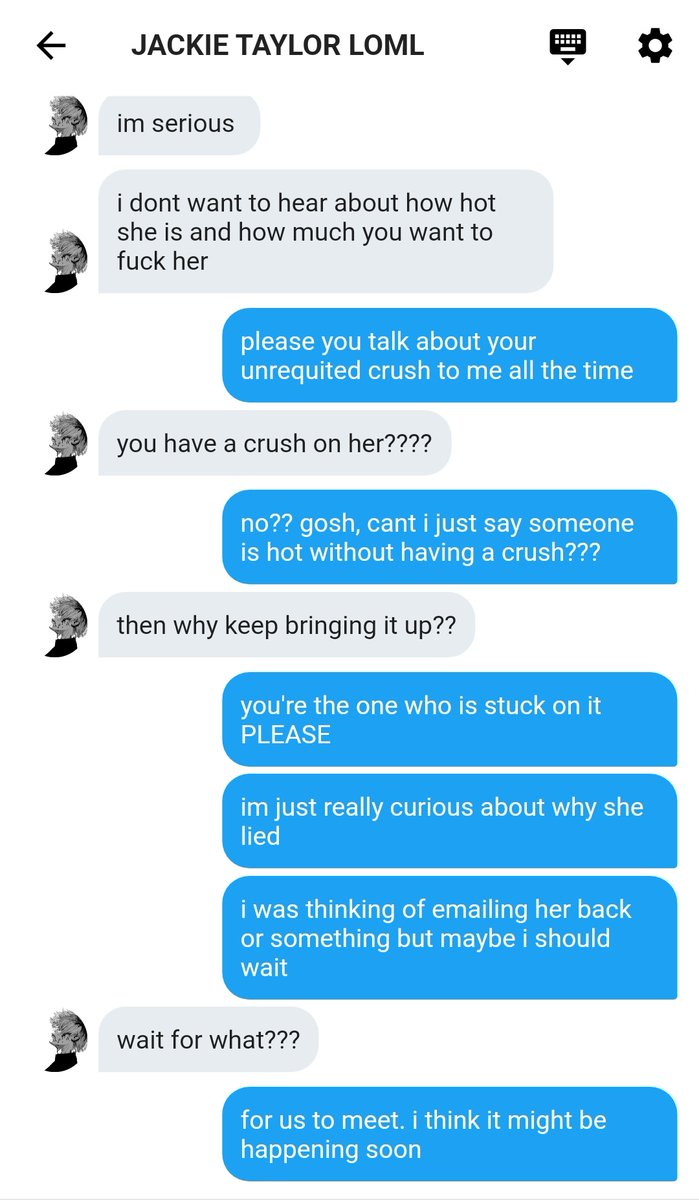 JACKIE TAYLOR LOML
im serious
i dont want to hear about how hot
she is and how much you want to
fuck her
please you talk about your
unrequited crush to me all the time
you have a crush on her????
no?? gosh, cant i just say someone
is hot without having a crush???
then why keep bringing it up??
you're the one who is stuck on it
PLEASE
im just really curious about why she
lied
i was thinking of emailing her back
or something but maybe i should
wait
wait for what???
for us to meet. i think it might be
happening soon